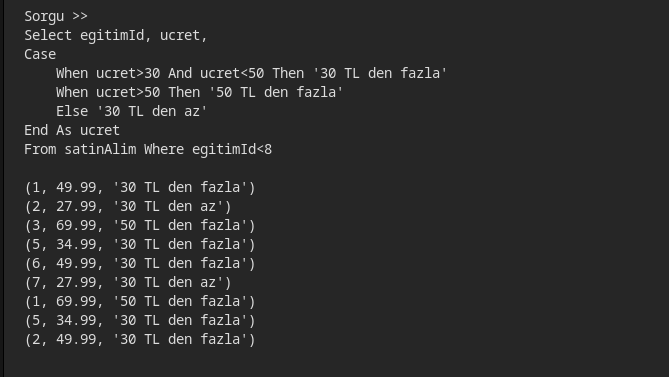 Sorgu >>
Select egitimId, ucret,
Case
    When ucret>30 And ucret<50 Then '30 TL den fazla'
    When ucret>50 Then '50 TL den fazla'
    Else '30 TL den az'
End As ucret
From satinAlim Where egitimId<8

(1, 49.99, '30 TL den fazla')
(2, 27.99, '30 TL den az')
(3, 69.99, '50 TL den fazla')
(5, 34.99, '30 TL den fazla')
(6, 49.99, '30 TL den fazla')
(7, 27.99, '30 TL den az')
(1, 69.99, '50 TL den fazla')
(5, 34.99, '30 TL den fazla')
(2, 49.99, '30 TL den fazla')